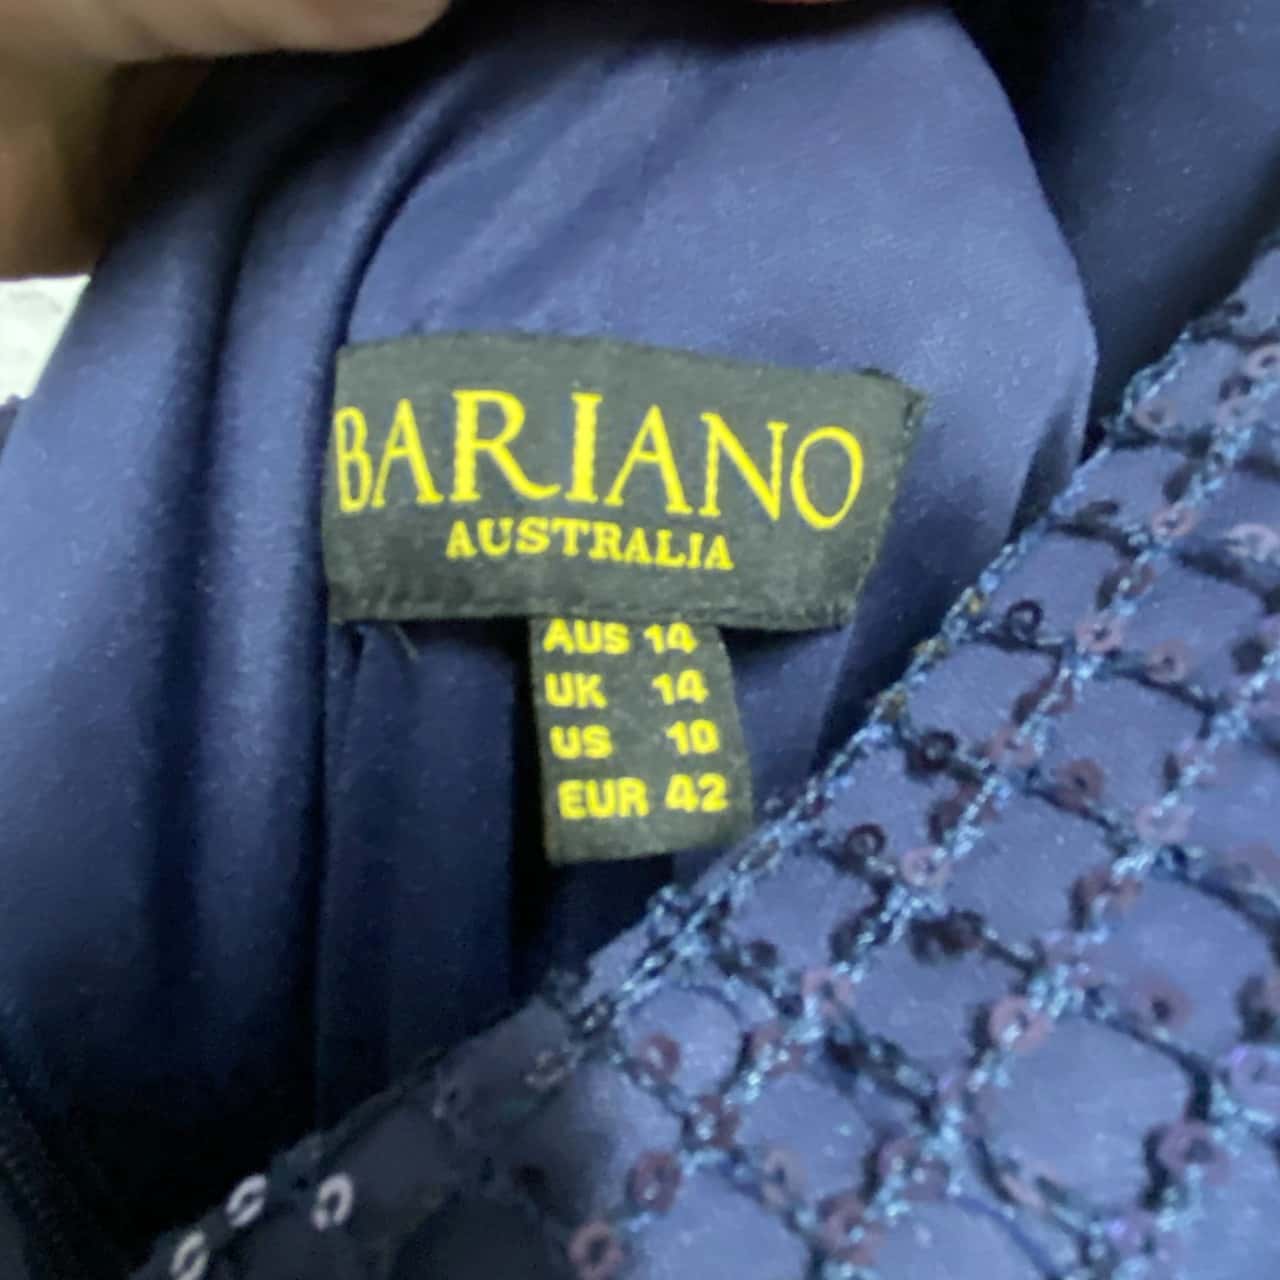 BARIANO
AUSTRALIA
AUS 14
UK 14
US 10
EUR 42